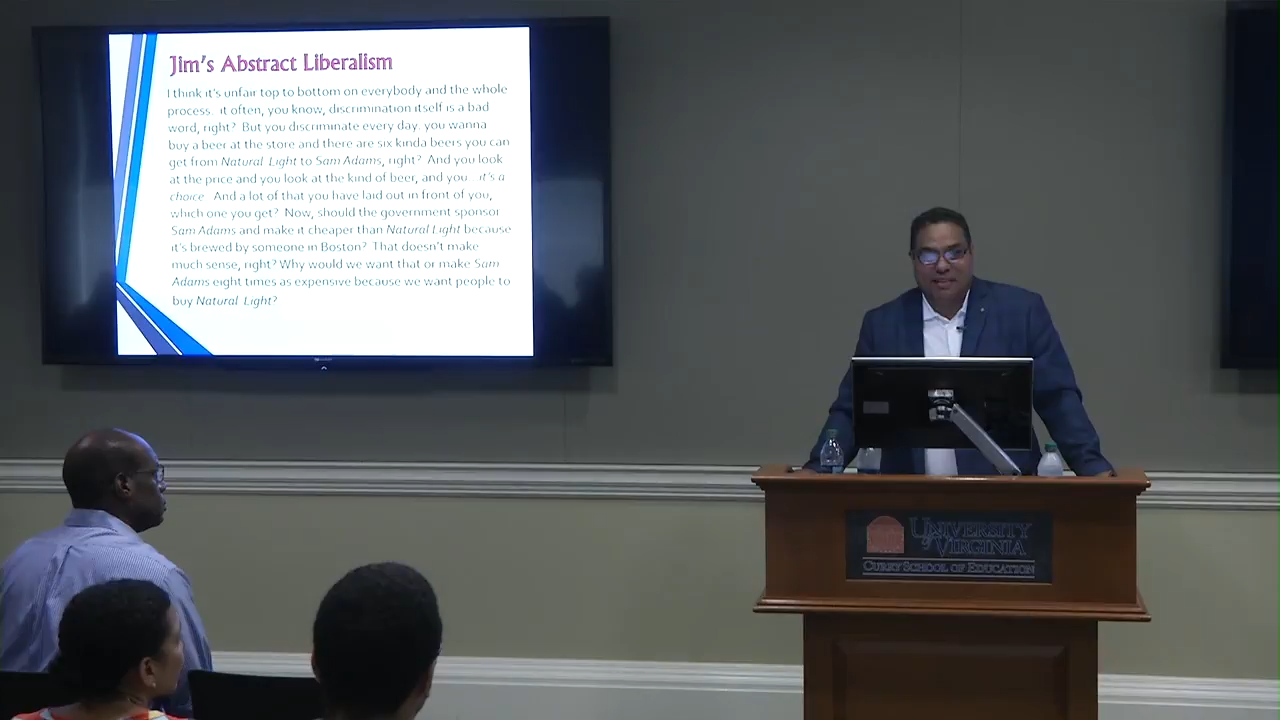 Jim's Abstract Liberalism
I think it's unfair top to bottom on everybody and the whole
process. it often, you know, discrimination itself is a bad
word, right? But you discriminate every day. you wanna
buy a beer at the store and there are six kinda beers you can
get from Natural Light to Sam Adams, right? And you look
at the price and you look at the kind of beer, and you... it's a
choice. And a lot of that you have laid out in front of you,
which one you get? Now, should the government sponsor
Sam Adams and make it cheaper than Natural Light because
it's brewed by someone in Boston? That doesn't make
much sense, right? Why would we want that or make Sam
Adams eight times as expensive because we want people to
buy Natural Light?
UNIVERSITY
of VIRGINIA
CURRY SCHOOL OF EDUCATION